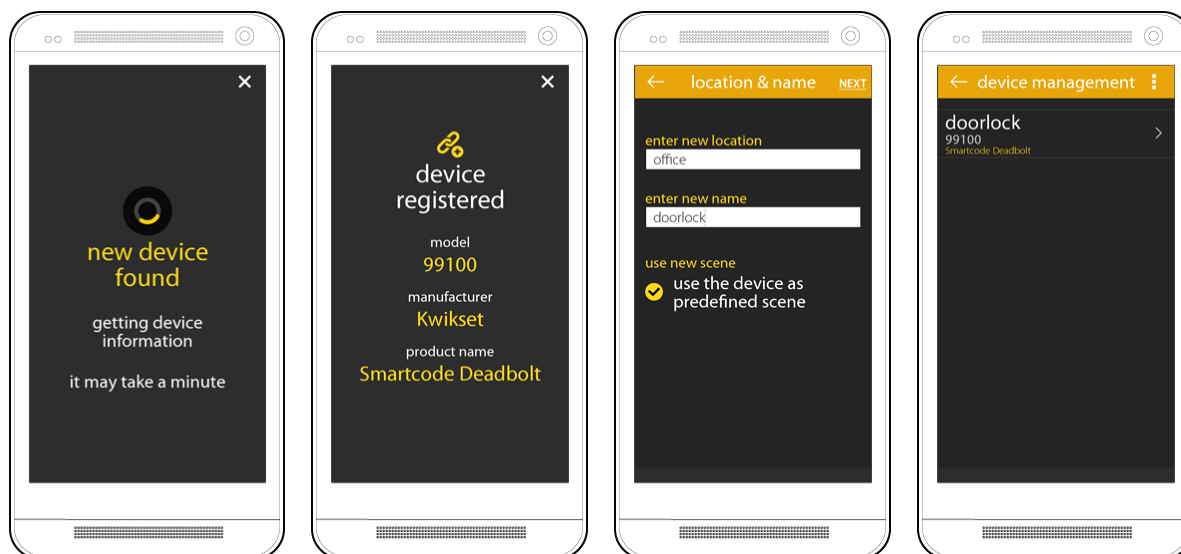 new device
found
getting device
information
it may take a minute
device
registered
model
99100
manufacturer
Kwikset
product name
Smartcode Deadbolt
location & name
NEXT
enter new location
office
enter new name
doorlock
use new scene
use the device as
predefined scene
device management
doorlock
99100
Smartcode Deadbolt